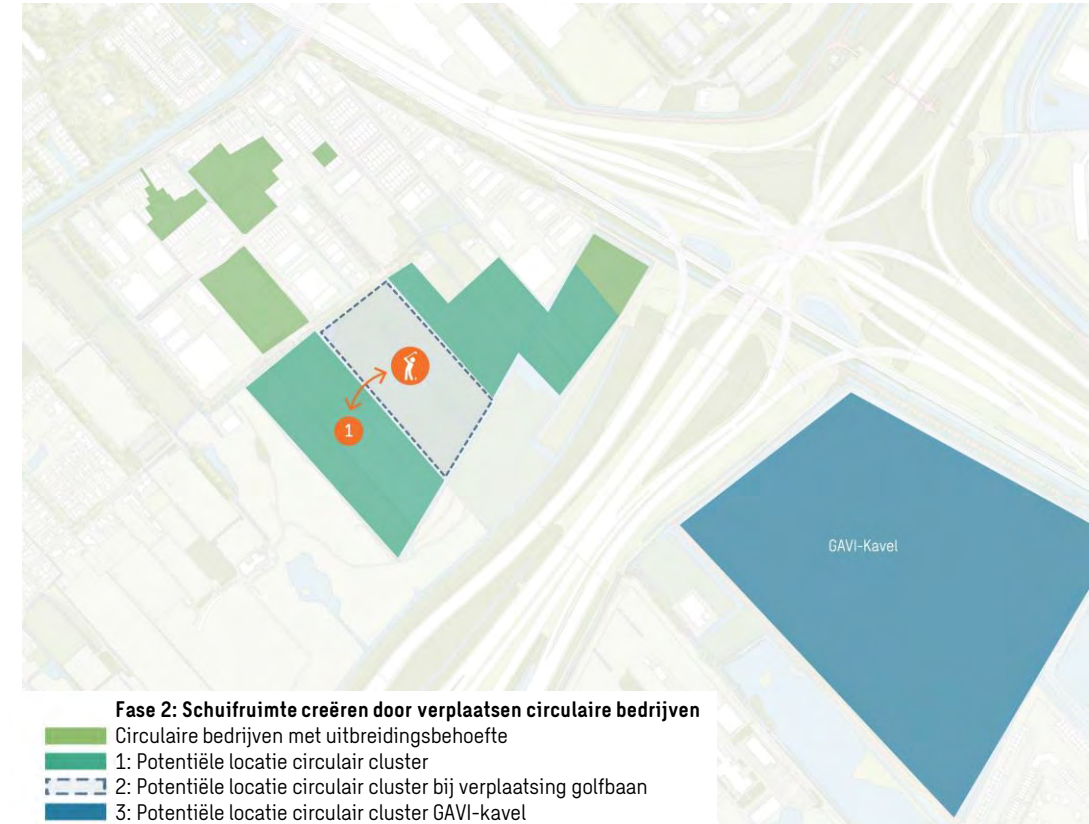 1
GAVI-Kavel
Fase 2: Schuifruimte creëren door verplaatsen circulaire bedrijven
Circulaire bedrijven met uitbreidingsbehoefte
1: Potentiële locatie circulair cluster
2: Potentiële locatie circulair cluster bij verplaatsing golfbaan
3: Potentiële locatie circulair cluster GAVI-kavel